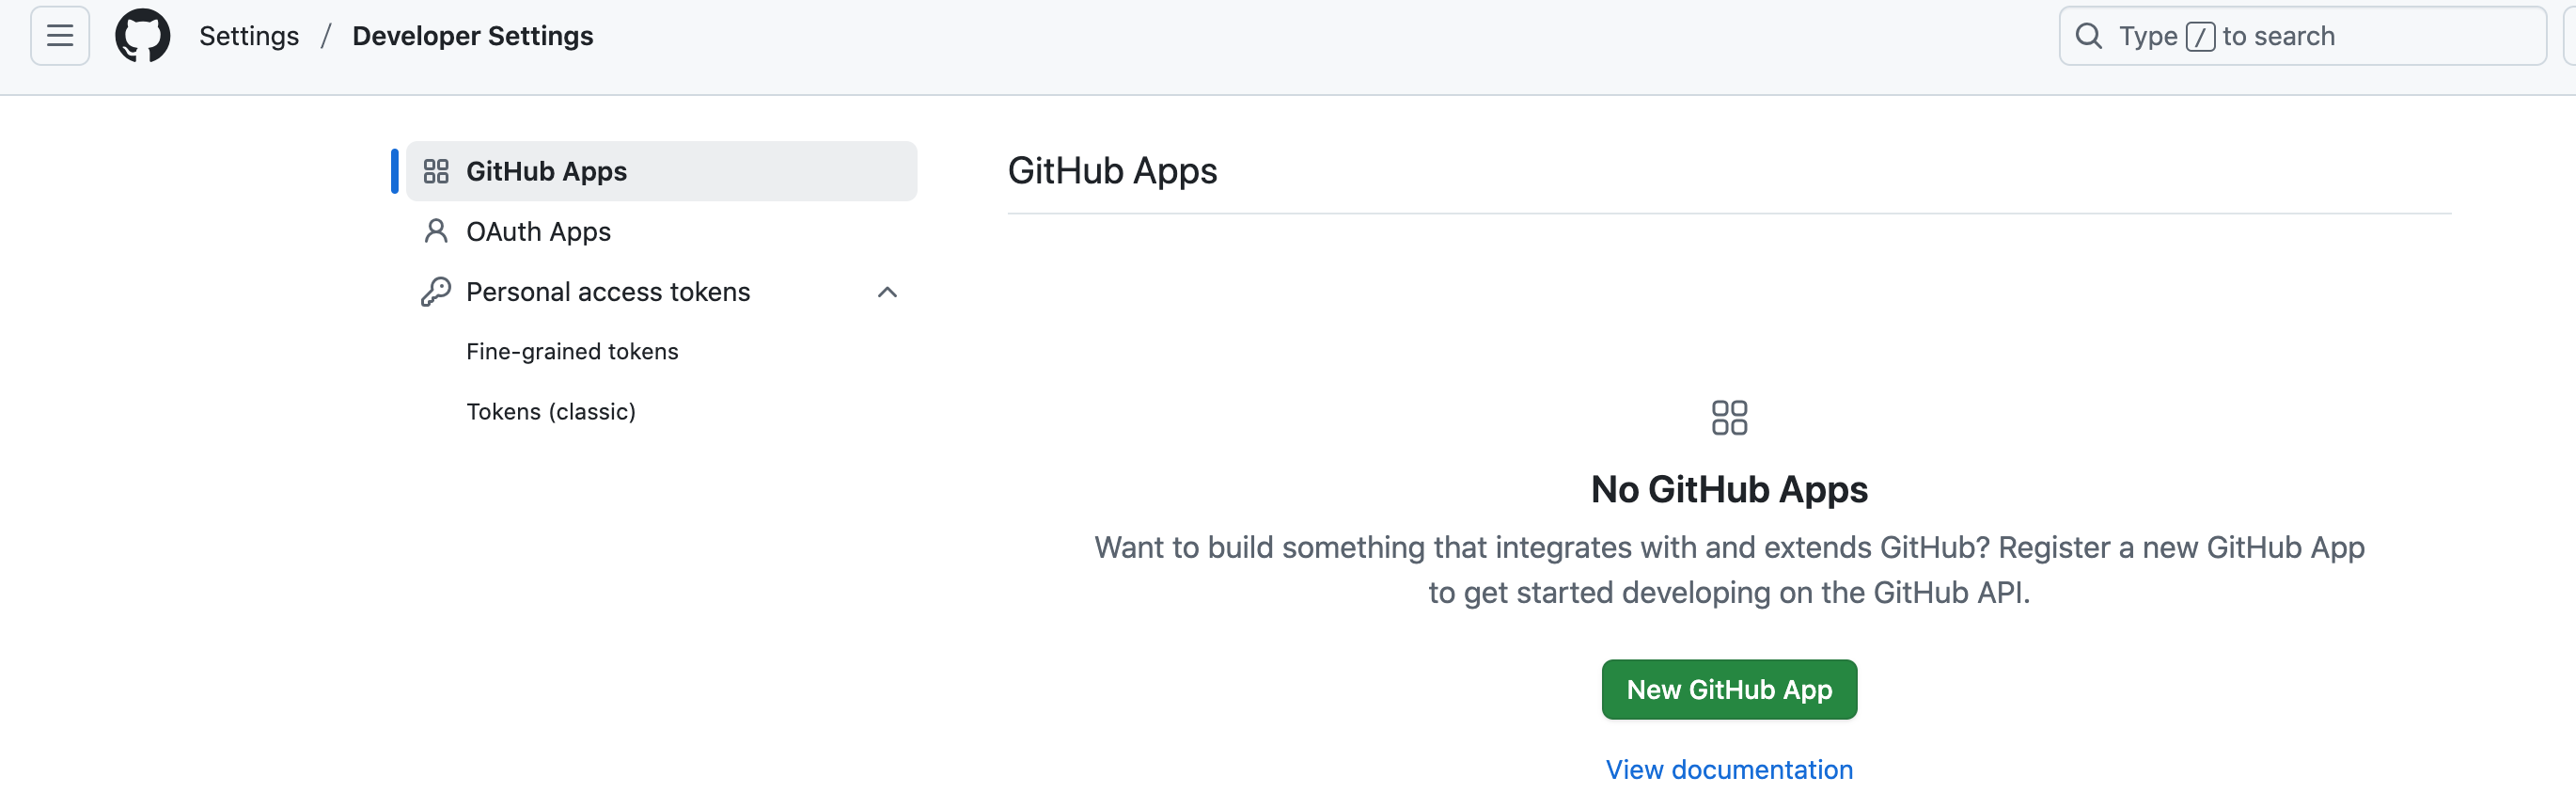 Settings / Developer Settings
Type / to search
GitHub Apps
OAuth Apps
Personal access tokens
Fine-grained tokens
Tokens (classic)
GitHub Apps
No GitHub Apps
Want to build something that integrates with and extends GitHub? Register a new GitHub App
to get started developing on the GitHub API.
New GitHub App
View documentation